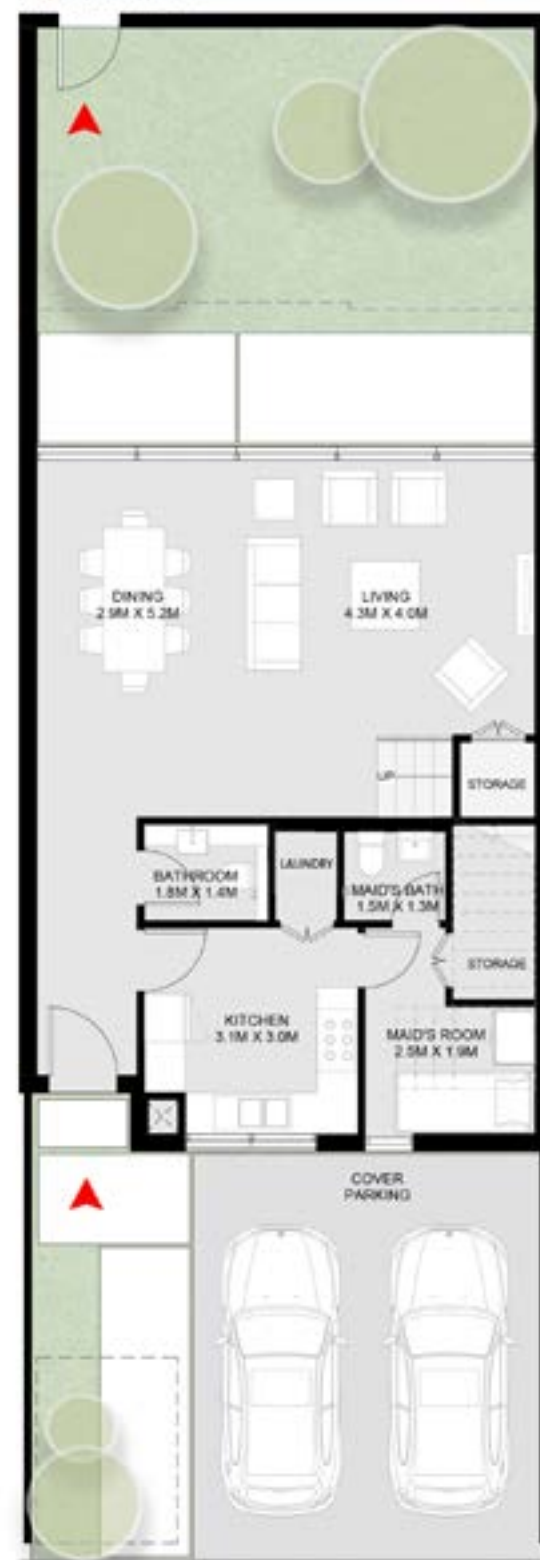 DINING
2.9M X 5.2M
LIVING
4.3M X 4.0M
UP
STORAGE
BATHROOM
1.8M X 1.4M
LAUNDRY
MAID'S BATH
1.5M X 1.3M
STORAGE
KITCHEN
3.1M X 3.0M
MAID'S ROOM
2.5M X 1.9M
COVER
PARKING